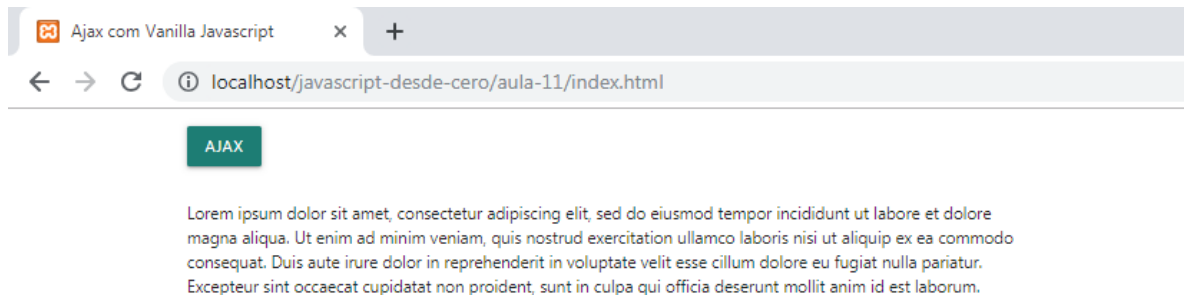 Ajax com Vanilla Javascript
localhost/javascript-desde-cero/aula-11/index.html
AJAX
Lorem ipsum dolor sit amet, consectetur adipiscing elit, sed do eiusmod tempor incididunt ut labore et dolore
magna aliqua. Ut enim ad minim veniam, quis nostrud exercitation ullamco laboris nisi ut aliquip ex ea commodo
consequat. Duis aute irure dolor in reprehenderit in voluptate velit esse cillum dolore eu fugiat nulla pariatur.
Excepteur sint occaecat cupidatat non proident, sunt in culpa qui officia deserunt mollit anim id est laborum.